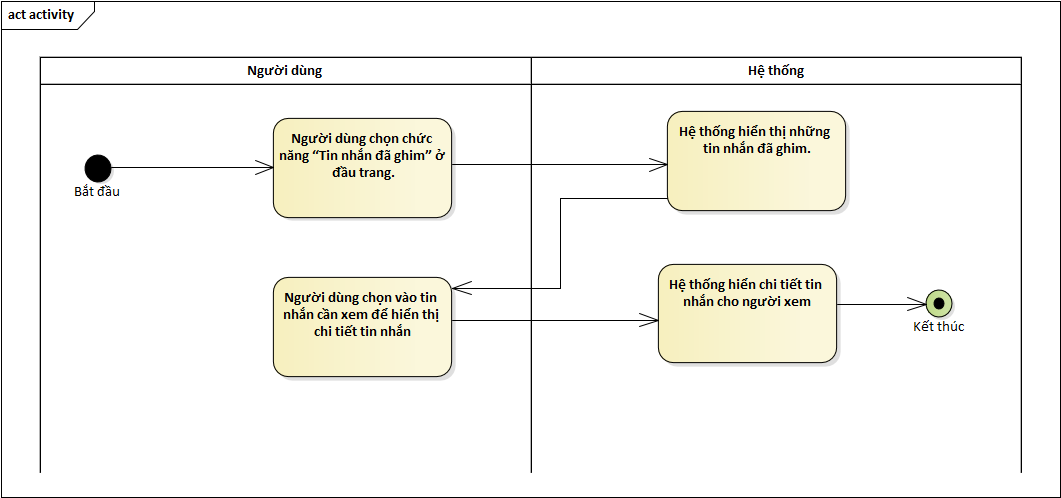 act activity
Người dùng
Hệ thống
Người dùng chọn chức
năng “Tin nhắn đã ghim” ở
đầu trang.
Hệ thống hiển thị những
tin nhắn đã ghim.
Bắt đầu
Người dùng chọn vào tin
nhắn cần xem để hiển thị
chi tiết tin nhắn
Hệ thống hiển chi tiết tin
nhắn cho người xem
Kết thúc